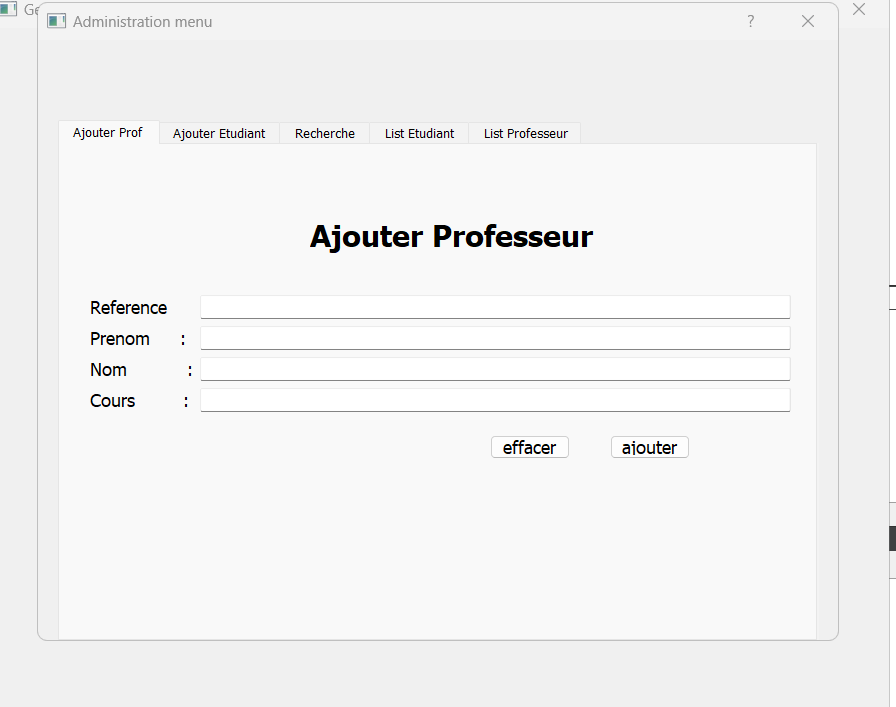 Administration menu ?
Ajouter Prof Ajouter Etudiant Recherche List Etudiant List Professeur
Ajouter Professeur
Reference
Prenom :
Nom :
Cours :
effacer ajouter